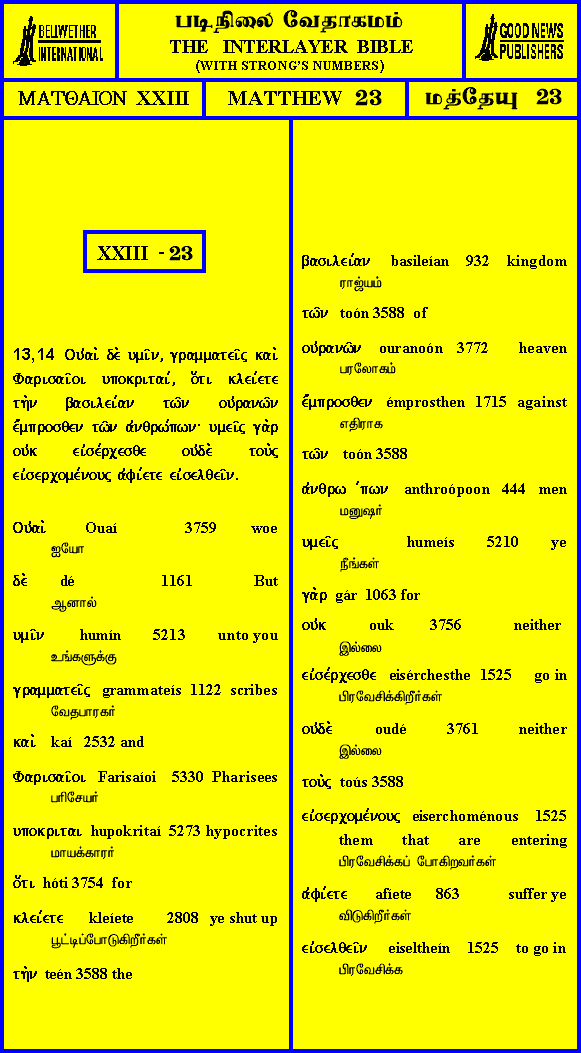 BELLWETHER
INTERNATIONAL
படிநிலை வேதாகமம்
THE INTERLAYER BIBLE
(WITH STRONG'S NUMBERS)
GOOD NEWS
PUBLISHERS
ΜΑΤΘΑΙΟΝ XXIII
MATTHEW 23
மத்தேயு 23
XXIII - 23
13,14 Οὐαὶ δὲ υμῖν, γραμματεῖς καὶ
Φαρισαῖοι υποκριταί, ὅτι κλείετε
τὴν βασιλείαν τῶν οὐρανῶν
ἔμπροσθεν τῶν ἀνθρώπων· υμεῖς γὰρ
οὐκ εἰσέρχεσθε οὐδὲ τοὺς
εἰσερχομένους ἀφίετε εἰσελθεῖν.
Οὐαὶ Ouaí 3759 woe
ஐயோ
δὲ dé 1161 But
ஆனால்
υμῖν humín 5213 unto you
உங்களுக்கு
γραμματεῖς grammateís 1122 scribes
வேதபாரகர்
καὶ kaí 2532 and
Φαρισαῖοι Farisaíoi 5330 Pharisees
பரிசேயர்
υποκριται hupokritaí 5273 hypocrites
மாயக்காரர்
ὅτι hóti 3754 for
κλείετε kleíete 2808 ye shut up
பூட்டிப்போடுகிறீர்கள்
τὴν teén 3588 the
βασιλείαν basileían 932 kingdom
ராஜ்யம்
τῶν toón 3588 of
οὐρανῶν ouranoón 3772 heaven
பரலோகம்
ἔμπροσθεν émprosthen 1715 against
எதிராக
τῶν toón 3588
ἀνθρω ΄πων anthroópoon 444 men
மனுஷர்
υμεῖς humeís 5210 ye
நீங்கள்
γὰρ gár 1063 for
οὐκ ouk 3756 neither
இல்லை
εἰσέρχεσθε eisérchesthe 1525 go in
பிரவேசிக்கிறீர்கள்
οὐδὲ oudé 3761 neither
இல்லை
τοὺς toús 3588
εἰσερχομένους eiserchoménous 1525
them that are entering
பிரவேசிக்கப் போகிறவர்கள்
ἀφίετε afiete 863 suffer ye
விடுகிறீர்கள்
εἰσελθεῖν eiseltheín 1525 to go in
பிரவேசிக்க